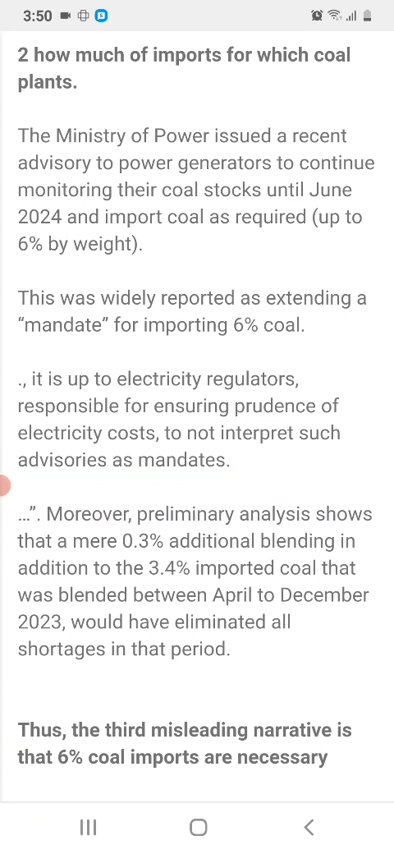 3:50
2 how much of imports for which coal
plants.
The Ministry of Power issued a recent
advisory to power generators to continue
monitoring their coal stocks until June
2024 and import coal as required (up to
6% by weight).
This was widely reported as extending a
“mandate” for importing 6% coal.
., it is up to electricity regulators,
responsible for ensuring prudence of
electricity costs, to not interpret such
advisories as mandates.
…”. Moreover, preliminary analysis shows
that a mere 0.3% additional blending in
addition to the 3.4% imported coal that
was blended between April to December
2023, would have eliminated all
shortages in that period.
Thus, the third misleading narrative is
that 6% coal imports are necessary